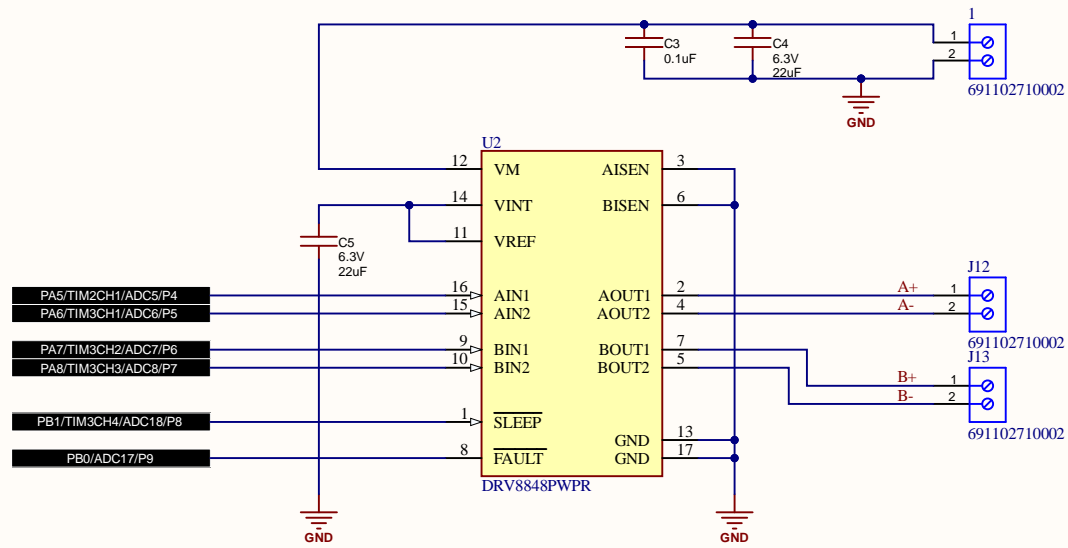 1
C3
0.1uF
C4
6.3V
22uF
1
2
691102710002
GND
U2
12 VM AISEN 3
14 VINT BISEN 6
11 VREF
C5
6.3V
22uF
PA5/TIM2CH1/ADC5/P4 16 AIN1 AOUT1 2 A+ 1 J12
PA6/TIM3CH1/ADC6/P5 15 AIN2 AOUT2 4 A- 2
691102710002
PA7/TIM3CH2/ADC7/P6 9 BIN1 BOUT1 7
PA8/TIM3CH3/ADC8/P7 10 BIN2 BOUT2 5
J13
B+ 1
B- 2
691102710002
PB1/TIM3CH4/ADC18/P8 1 SLEEP
GND 13
PB0/ADC17/P9 8 FAULT GND 17
DRV8848PWPR
GND
GND